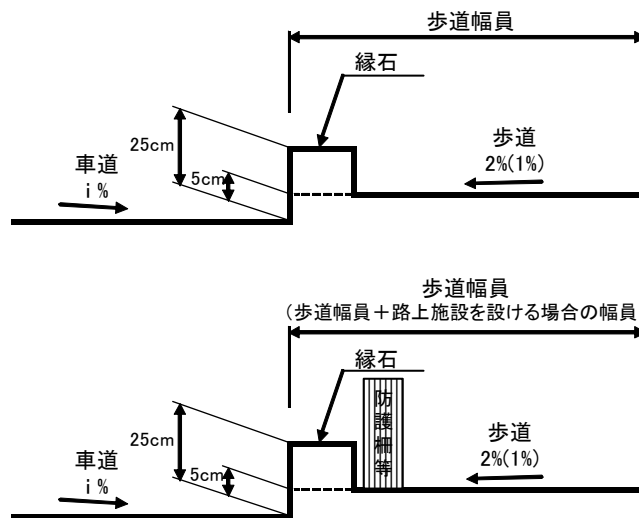 歩道幅員
縁石
25cm
歩道
2%(1%)
車道
i %
5cm
歩道幅員
(歩道幅員＋路上施設を設ける場合の幅員
縁石
防護柵等
25cm
歩道
2%(1%)
車道
i %
5cm